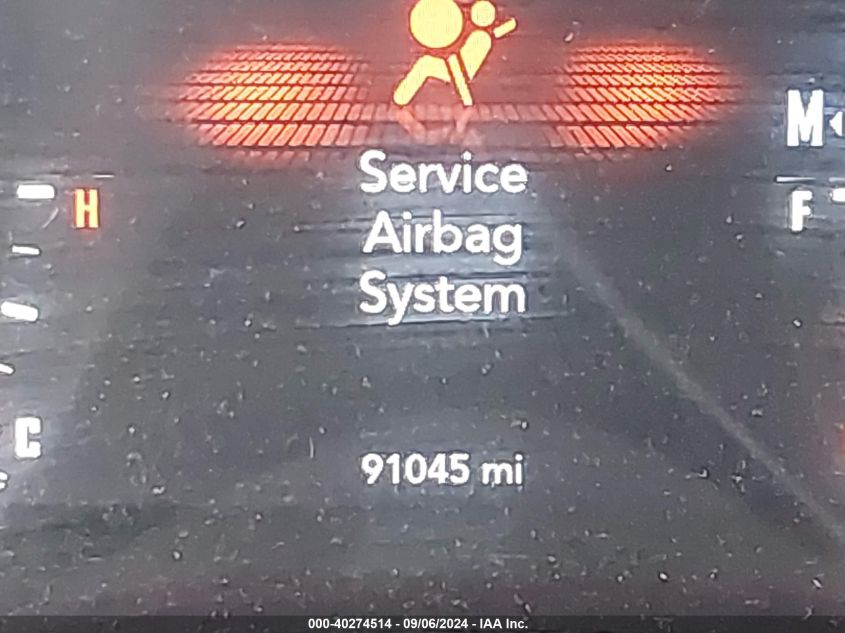 M
H
F
Service
Airbag
System
C
91045 mi
000-40274514 - 09/06/2024 - IAA Inc.